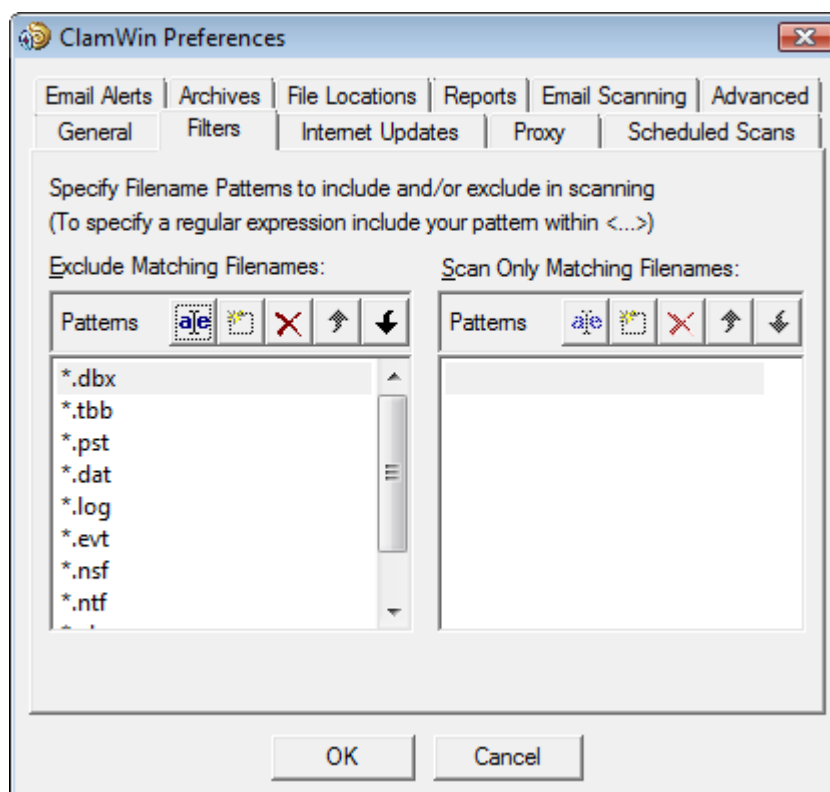 ClamWin Preferences
Email Alerts Archives File Locations Reports Email Scanning Advanced
General Filters Internet Updates Proxy Scheduled Scans
Specify Filename Patterns to include and/or exclude in scanning
(To specify a regular expression include your pattern within <...>)
Exclude Matching Filenames:
Patterns
*.dbx
*.tbb
*.pst
*.dat
*.log
*.evt
*.nsf
*.ntf
Scan Only Matching Filenames:
Patterns
OK Cancel